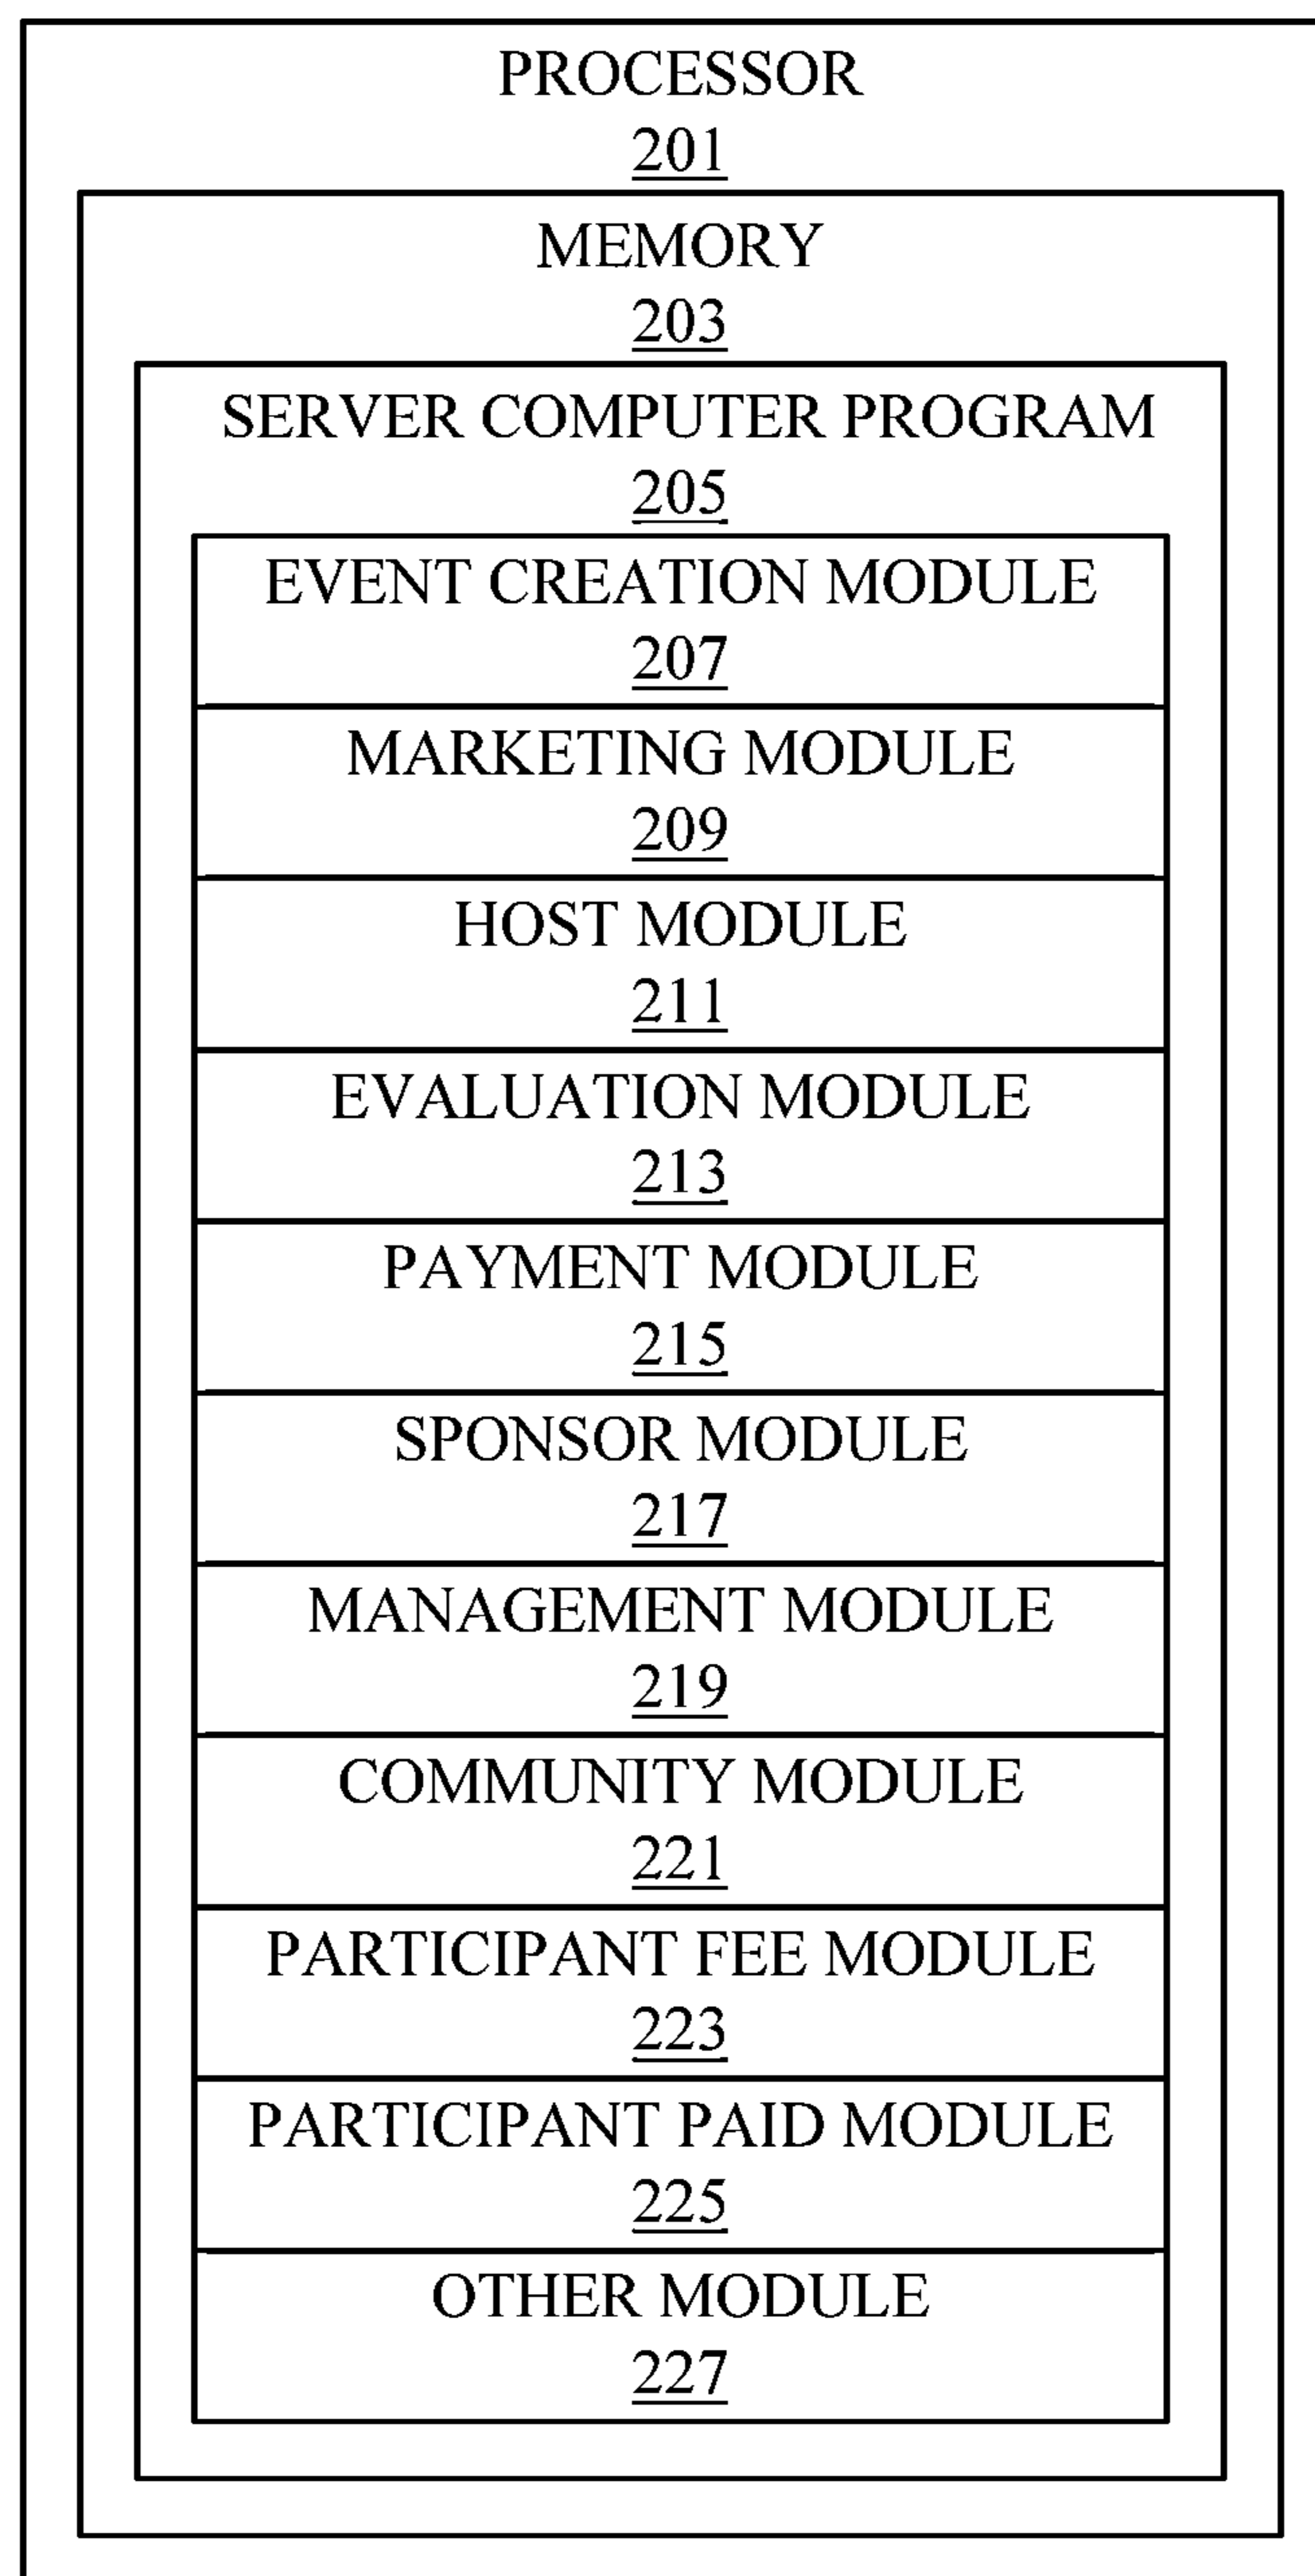 PROCESSOR
201
MEMORY
203
SERVER COMPUTER PROGRAM
205
EVENT CREATION MODULE
207
MARKETING MODULE
209
HOST MODULE
211
EVALUATION MODULE
213
PAYMENT MODULE
215
SPONSOR MODULE
217
MANAGEMENT MODULE
219
COMMUNITY MODULE
221
PARTICIPANT FEE MODULE
223
PARTICIPANT PAID MODULE
225
OTHER MODULE
227